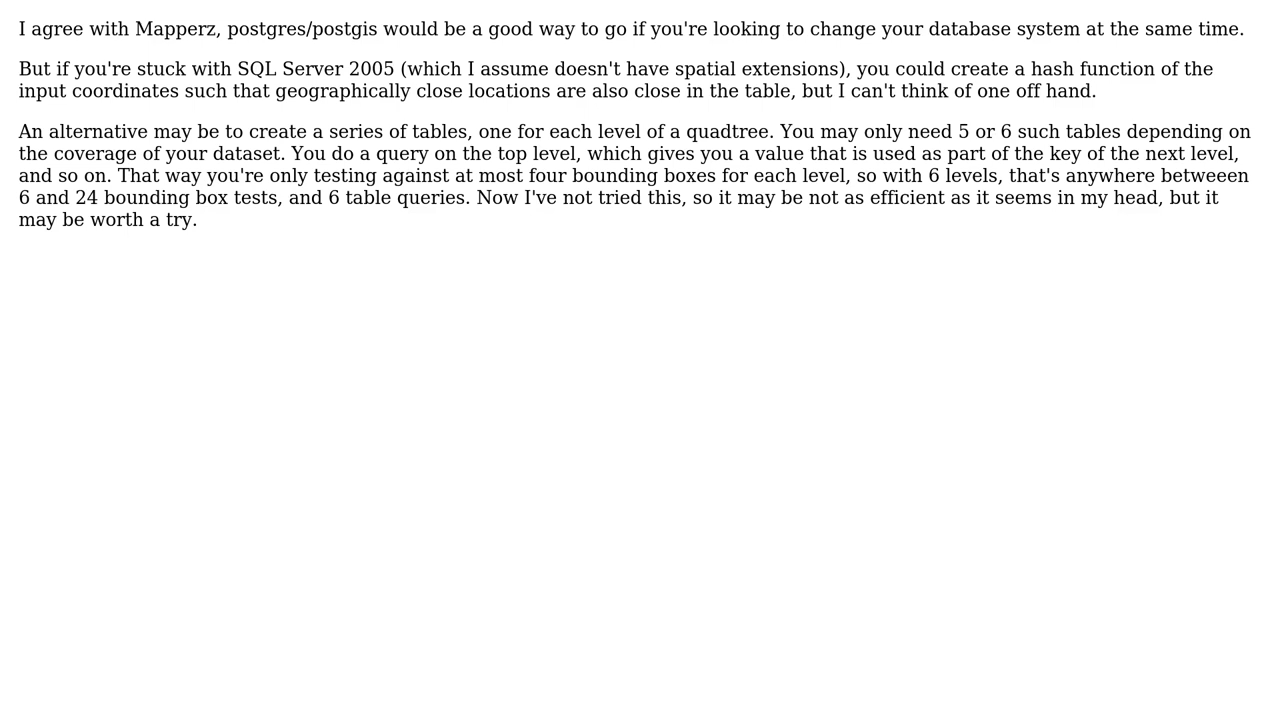 I agree with Mapperz, postgres/postgis would be a good way to go if you're looking to change your database system at the same time.
But if you're stuck with SQL Server 2005 (which I assume doesn't have spatial extensions), you could create a hash function of the
input coordinates such that geographically close locations are also close in the table, but I can't think of one off hand.
An alternative may be to create a series of tables, one for each level of a quadtree. You may only need 5 or 6 such tables depending on
the coverage of your dataset. You do a query on the top level, which gives you a value that is used as part of the key of the next level,
and so on. That way you're only testing against at most four bounding boxes for each level, so with 6 levels, that's anywhere betweeen
6 and 24 bounding box tests, and 6 table queries. Now I've not tried this, so it may be not as efficient as it seems in my head, but it
may be worth a try.